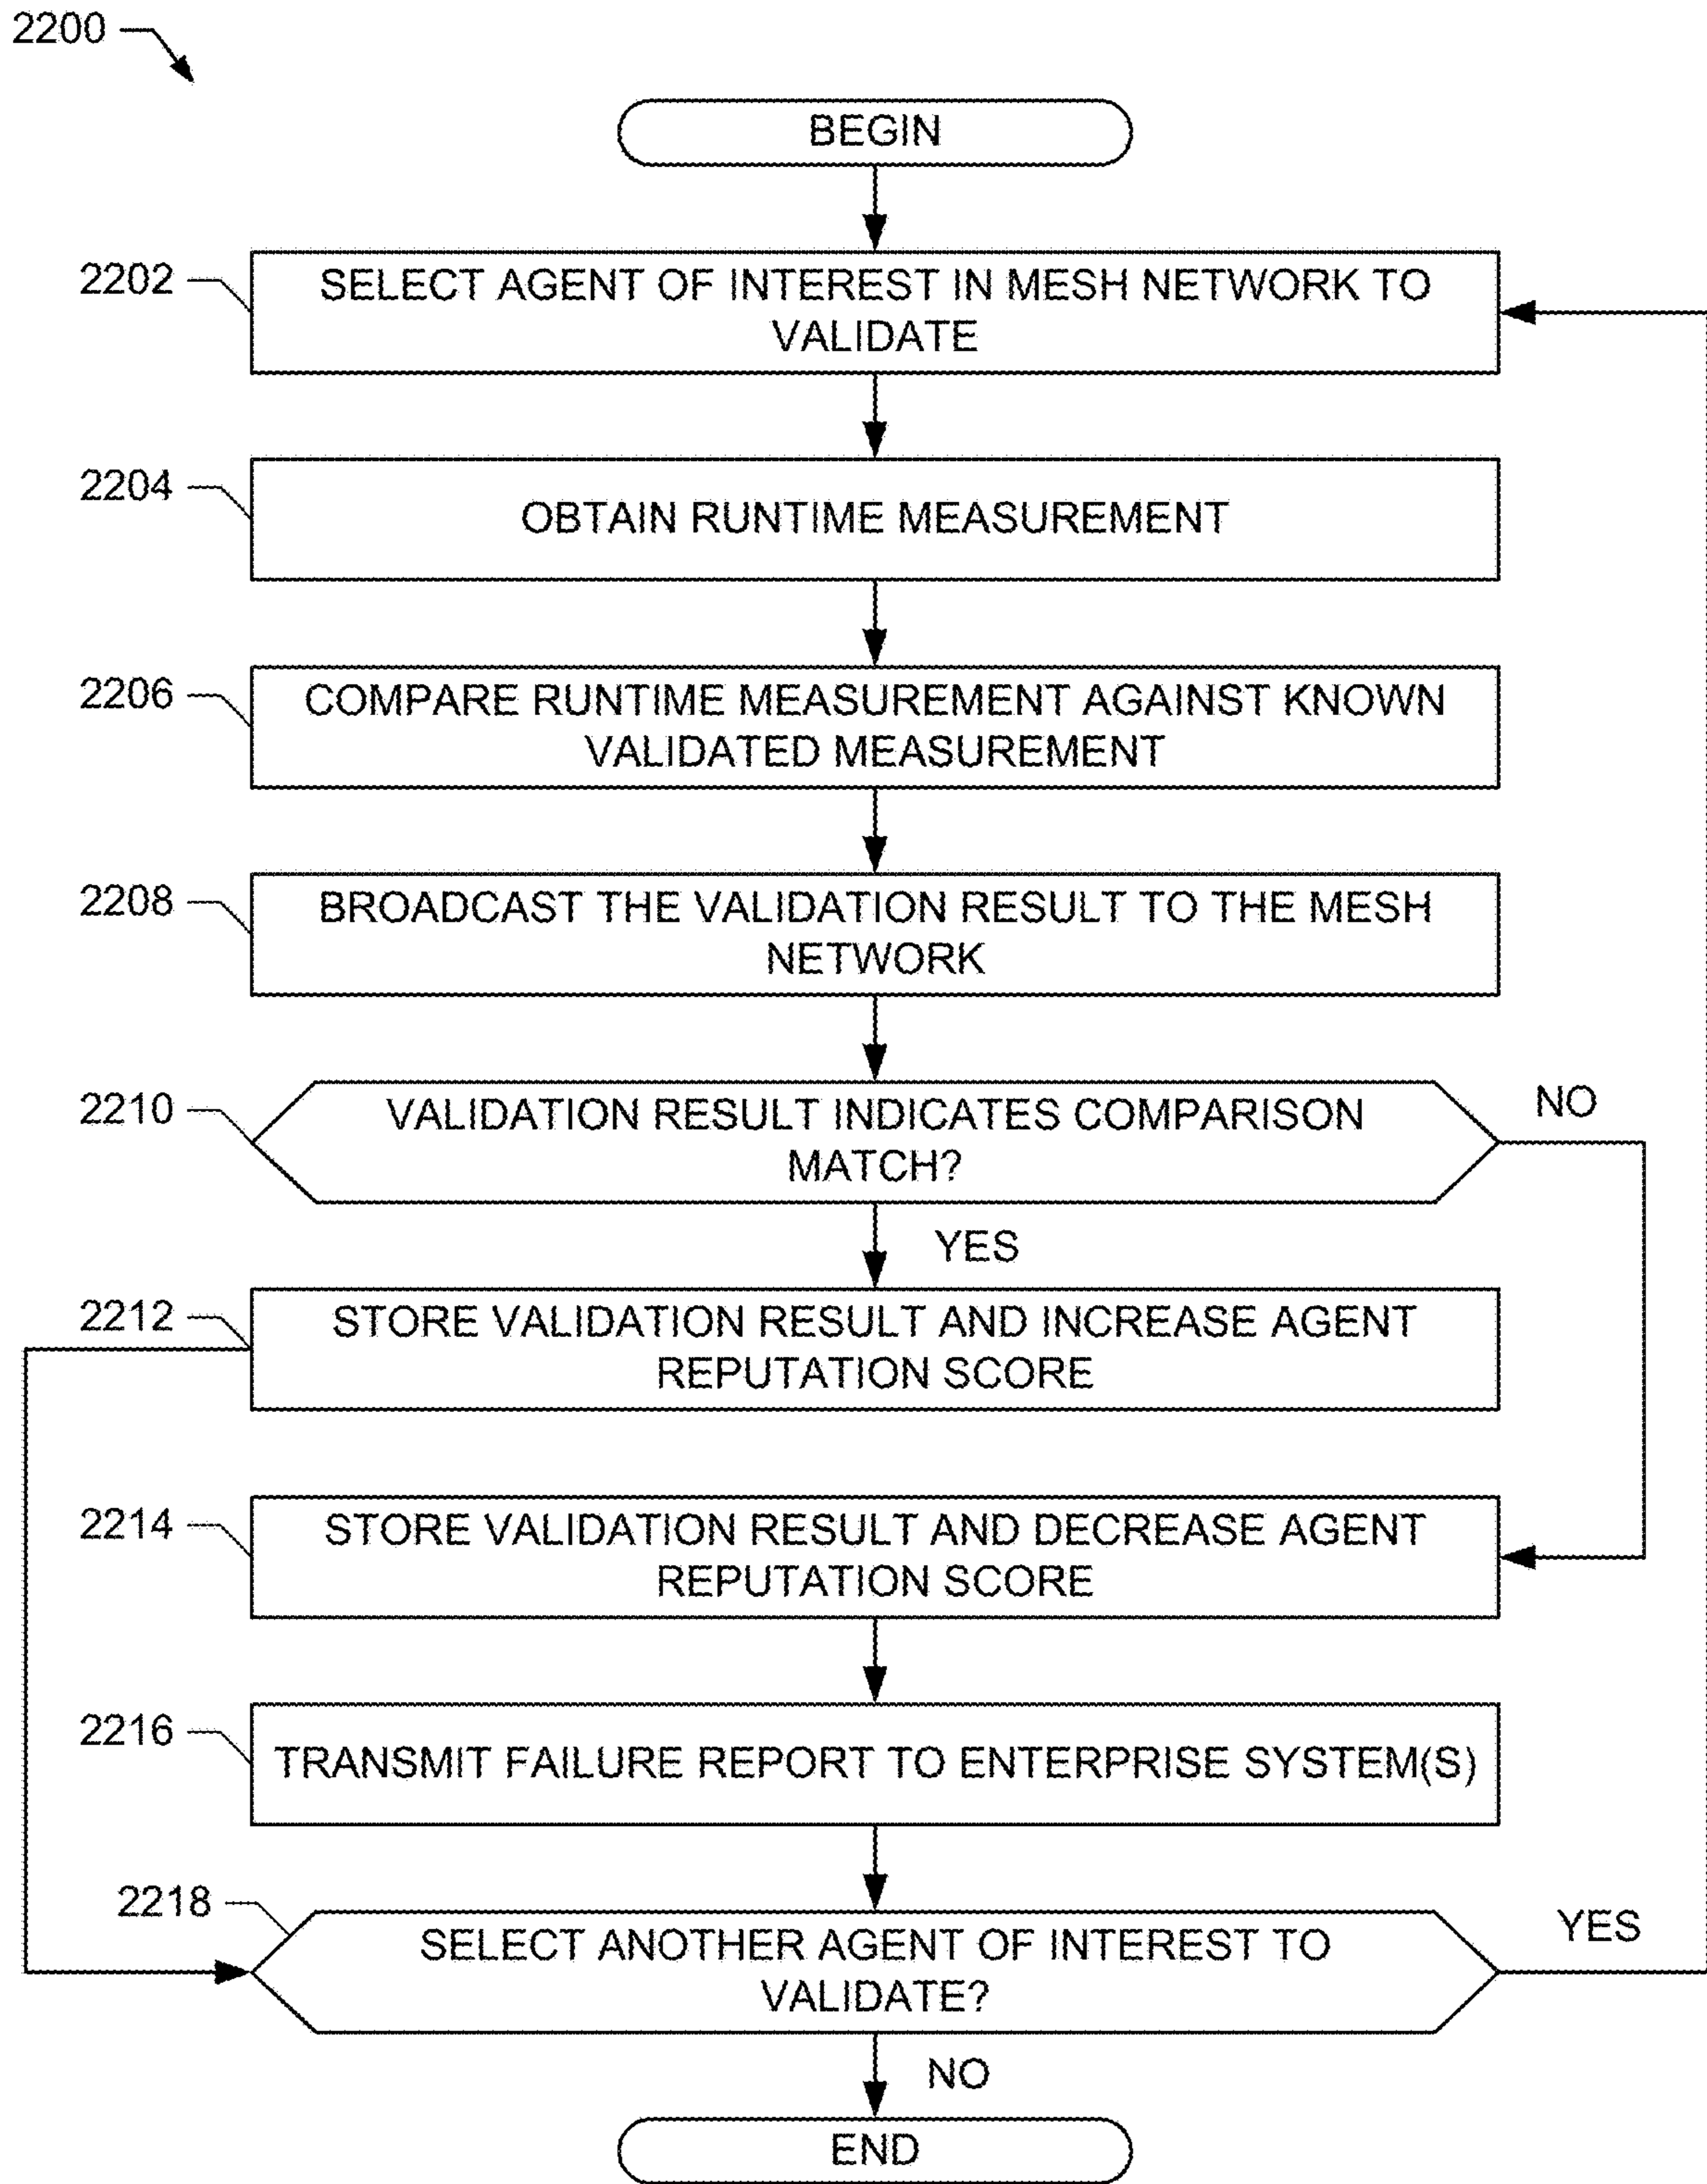 2200
BEGIN
2202
SELECT AGENT OF INTEREST IN MESH NETWORK TO
VALIDATE
2204
OBTAIN RUNTIME MEASUREMENT
2206
COMPARE RUNTIME MEASUREMENT AGAINST KNOWN
VALIDATED MEASUREMENT
2208
BROADCAST THE VALIDATION RESULT TO THE MESH
NETWORK
2210
VALIDATION RESULT INDICATES COMPARISON
MATCH?
NO
YES
2212
STORE VALIDATION RESULT AND INCREASE AGENT
REPUTATION SCORE
2214
STORE VALIDATION RESULT AND DECREASE AGENT
REPUTATION SCORE
2216
TRANSMIT FAILURE REPORT TO ENTERPRISE SYSTEM(S)
2218
SELECT ANOTHER AGENT OF INTEREST TO
VALIDATE?
YES
NO
END